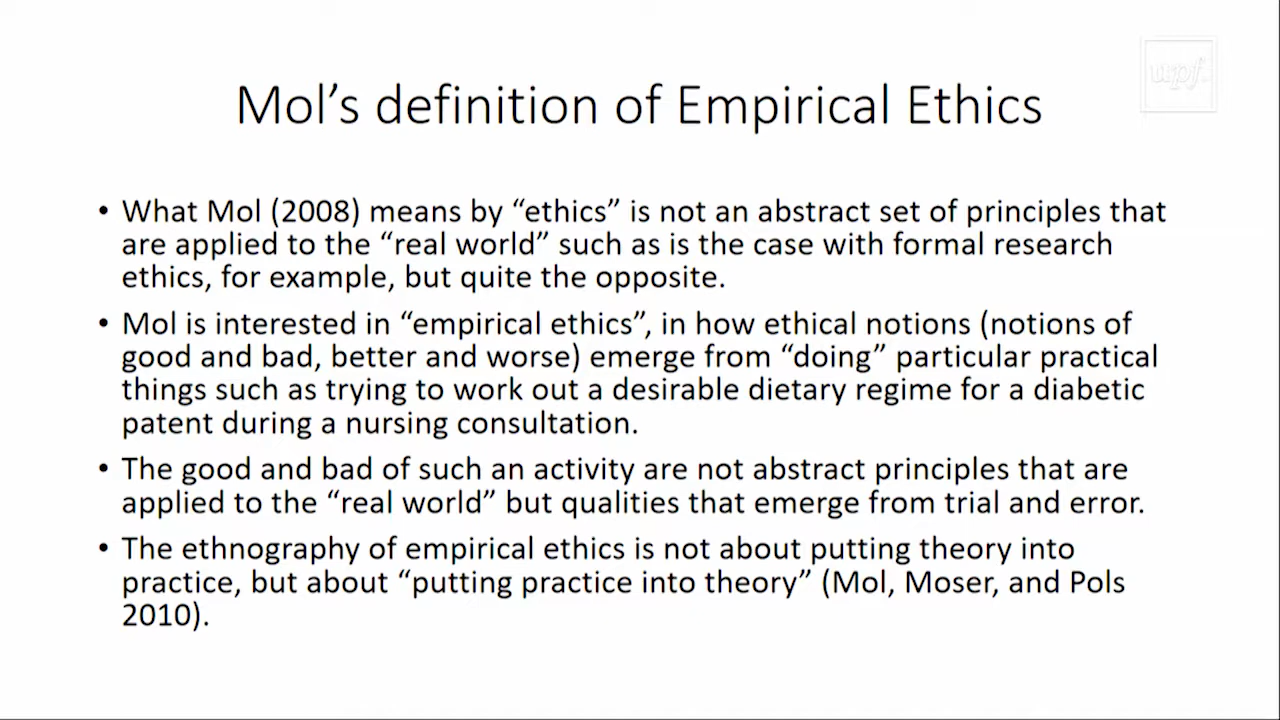 upf.
Mol’s definition of Empirical Ethics
• What Mol (2008) means by “ethics” is not an abstract set of principles that
are applied to the “real world” such as is the case with formal research
ethics, for example, but quite the opposite.
• Mol is interested in “empirical ethics”, in how ethical notions (notions of
good and bad, better and worse) emerge from “doing” particular practical
things such as trying to work out a desirable dietary regime for a diabetic
patent during a nursing consultation.
• The good and bad of such an activity are not abstract principles that are
applied to the “real world” but qualities that emerge from trial and error.
• The ethnography of empirical ethics is not about putting theory into
practice, but about “putting practice into theory” (Mol, Moser, and Pols
2010).